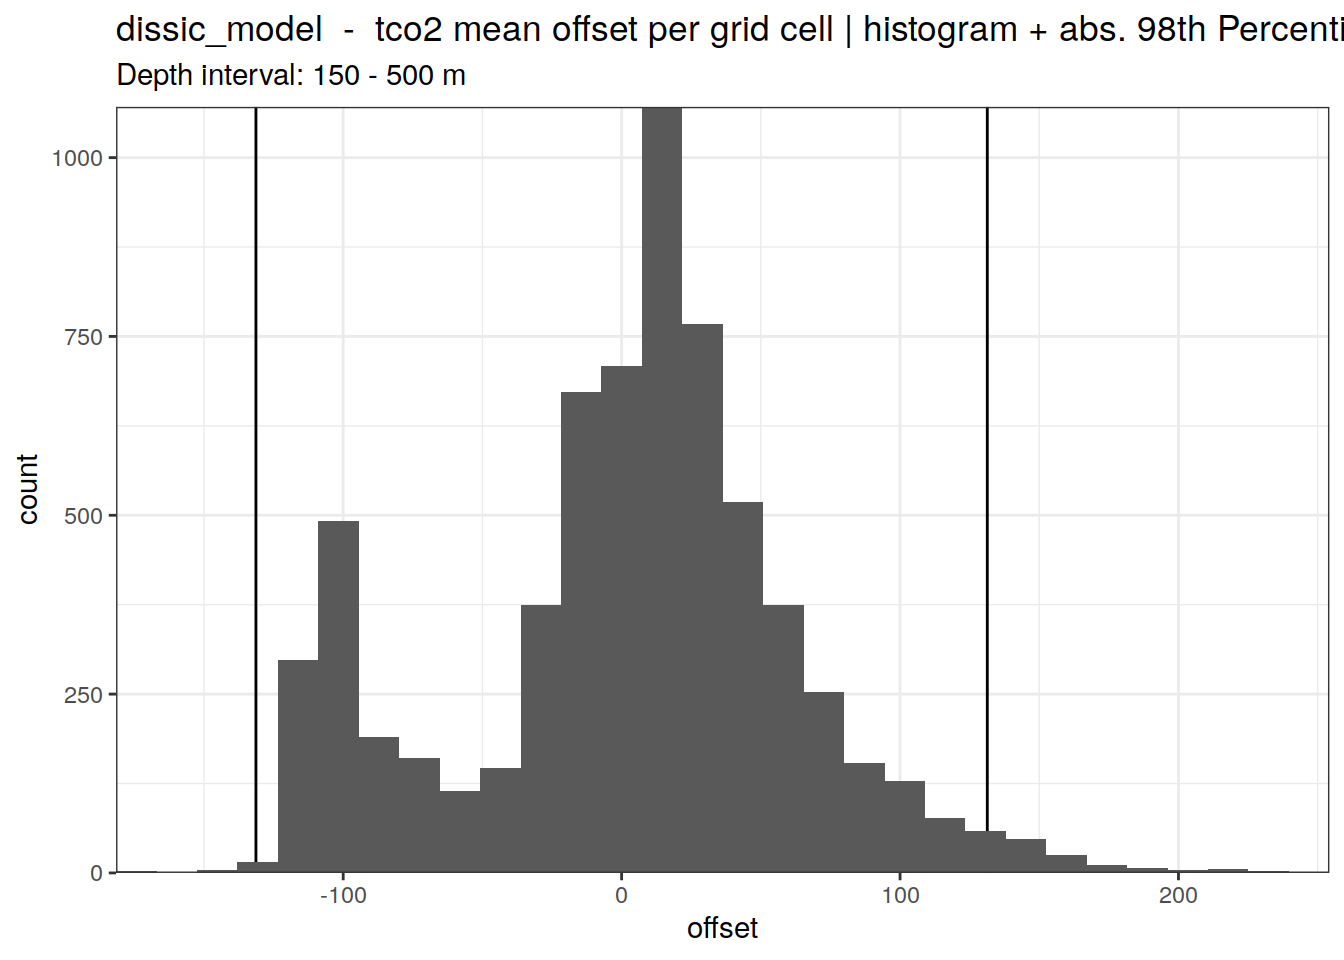 dissic_model - tco2 mean offset per grid cell | histogram + abs. 98th Percenti
Depth interval: 150 - 500 m
1000
750
500
250
0
count
-100 0 100 200
offset